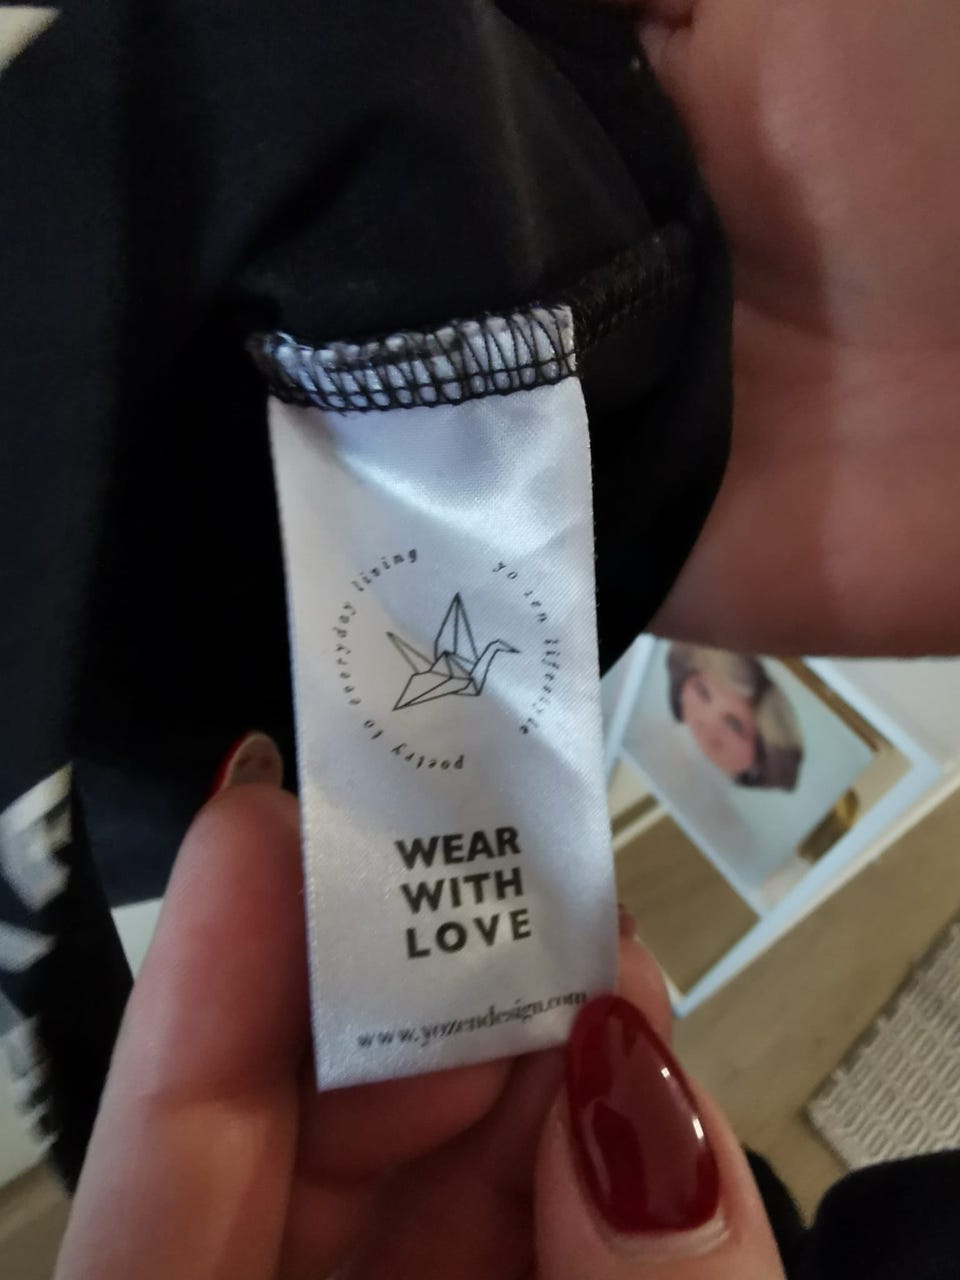 yo zen lifestyle
poetry to everyday living
WEAR
WITH
LOVE
www.yozendesign.com